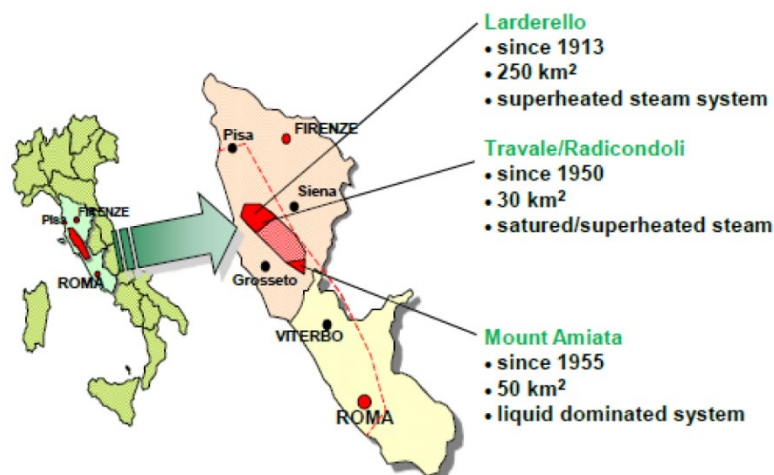 Larderello
• since 1913
• 250 km²
• superheated steam system
Travale/Radicondoli
• since 1950
• 30 km²
• satured/superheated steam
Mount Amiata
• since 1955
• 50 km²
• liquid dominated system
Pisa
FIRENZE
Siena
Grosseto
VITERBO
ROMA
Pisa
FIRENZE
ROMA